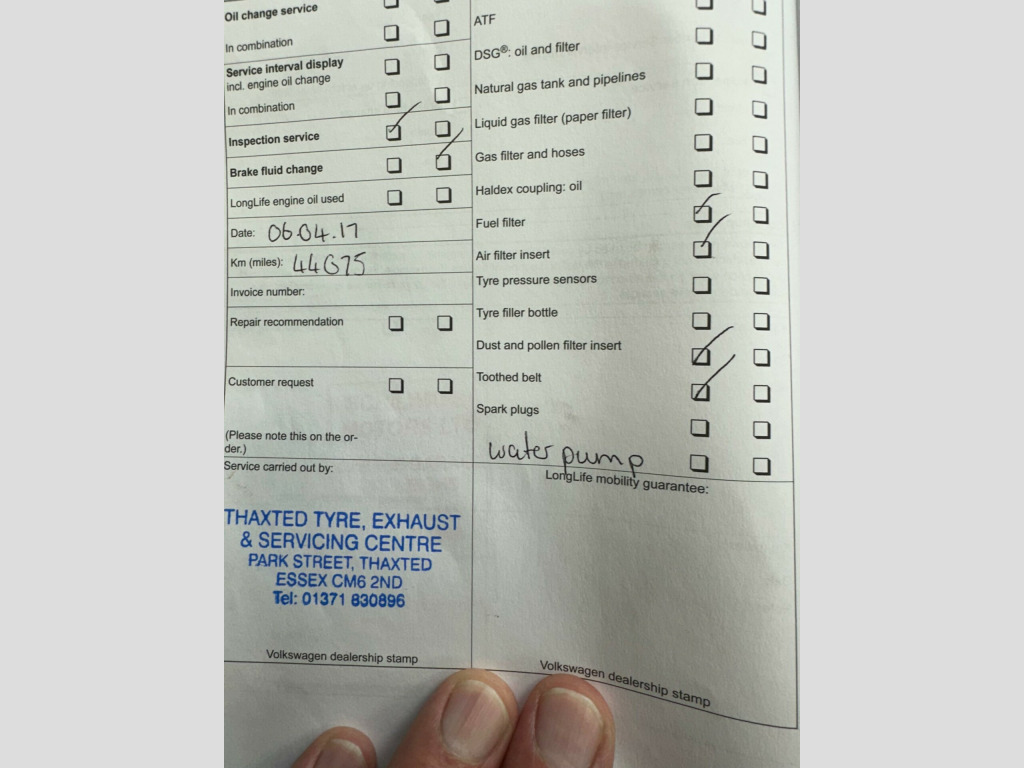 Oil change service
In combination
Service interval display
incl. engine oil change
In combination
Inspection service
Brake fluid change
LongLife engine oil used
Date: 06.04.17
Km (miles): 44675
Invoice number:
Repair recommendation
Customer request
(Please note this on the or-
der.)
Service carried out by:
THAXTED TYRE, EXHAUST
& SERVICING CENTRE
PARK STREET, THAXTED
ESSEX CM6 2ND
Tel: 01371 830896
Volkswagen dealership stamp
ATF
DSG®: oil and filter
Natural gas tank and pipelines
Liquid gas filter (paper filter)
Gas filter and hoses
Haldex coupling: oil
Fuel filter
Air filter insert
Tyre pressure sensors
Tyre filler bottle
Dust and pollen filter insert
Toothed belt
Spark plugs
water pump
LongLife mobility guarantee:
Volkswagen dealership stamp